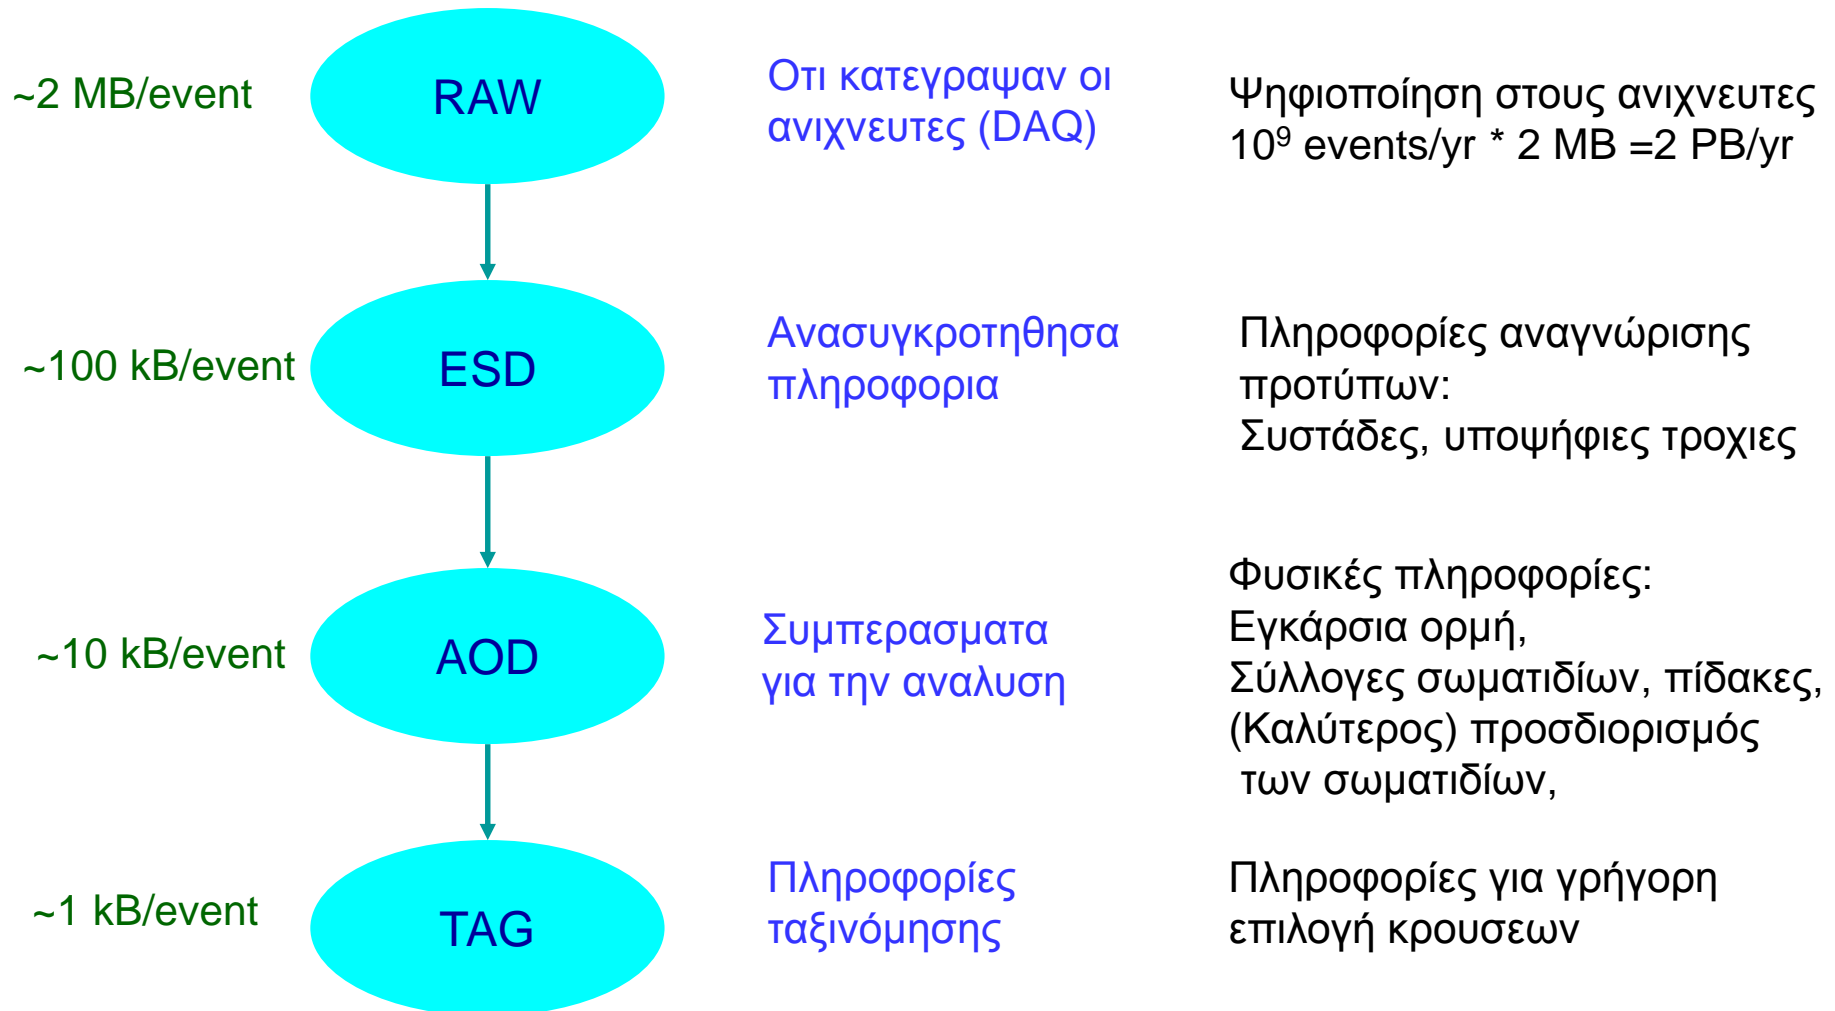 ~2 MB/event
RAW
Οτι κατεγραψαν οι
ανιχνευτες (DAQ)
Ψηφιοποίηση στους ανιχνευτες
10⁹ events/yr * 2 MB =2 PB/yr
~100 kB/event
ESD
Ανασυγκροτηθησα
πληροφορια
Πληροφορίες αναγνώρισης
προτύπων:
Συστάδες, υποψήφιες τροχιες
~10 kB/event
AOD
Συμπερασματα
για την αναλυση
Φυσικές πληροφορίες:
Εγκάρσια ορμή,
Σύλλογες σωματιδίων, πίδακες,
(Καλύτερος) προσδιορισμός
των σωματιδίων,
~1 kB/event
TAG
Πληροφορίες
ταξινόμησης
Πληροφορίες για γρήγορη
επιλογή κρουσεων